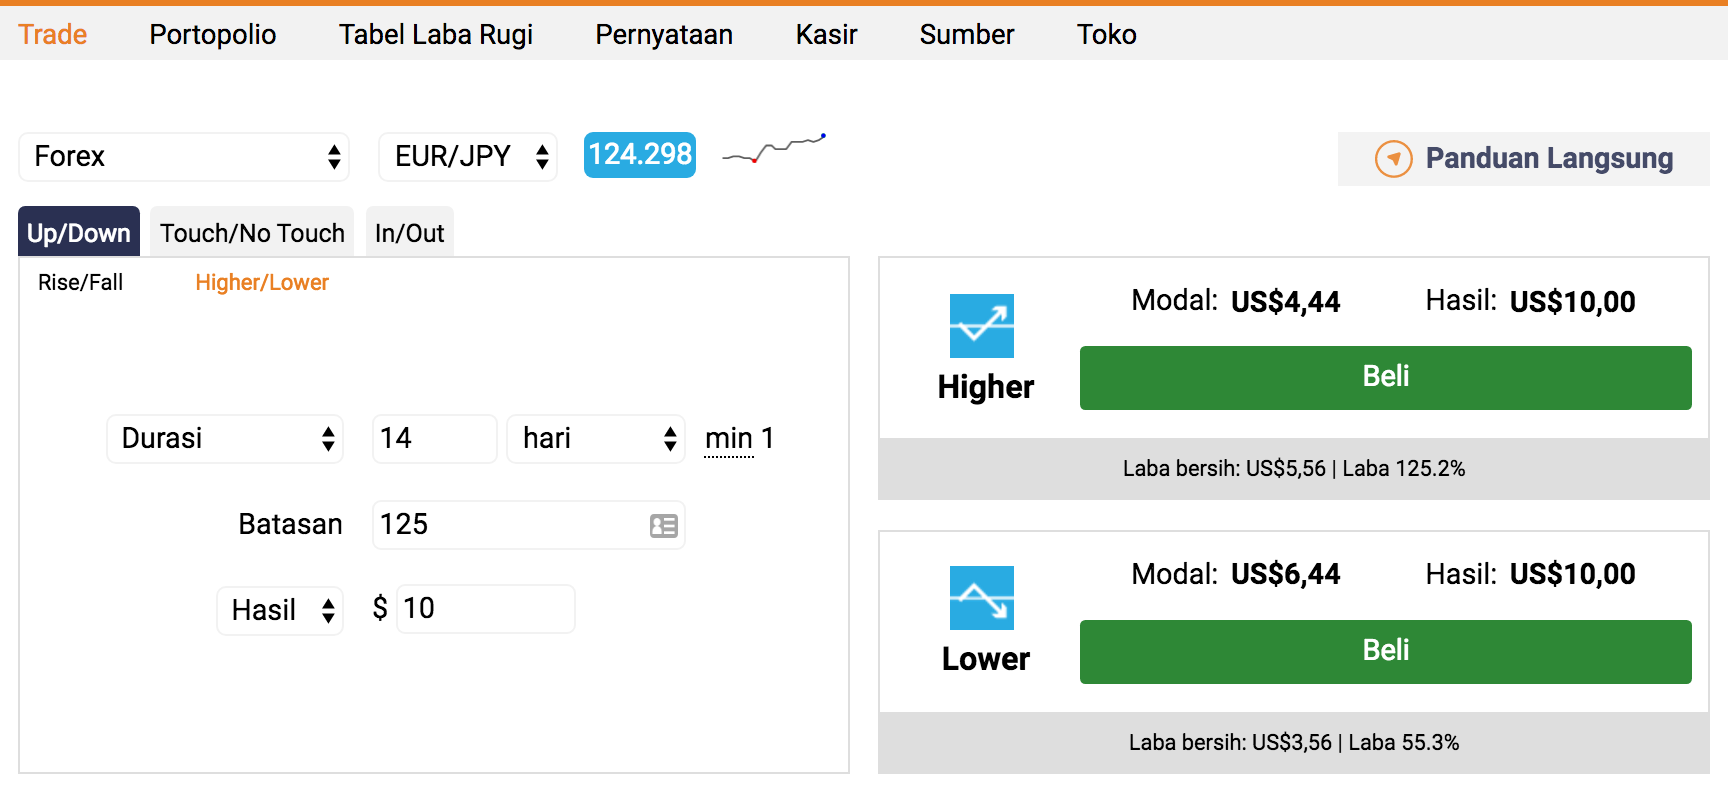 Trade Portopolio Tabel Laba Rugi Pernyataan Kasir Sumber Toko
Forex EUR/JPY 124.298 Panduan Langsung
Up/Down Touch/No Touch In/Out
Rise/Fall Higher/Lower
Durasi 14 hari min 1
Batasan 125
Hasil $ 10
Modal: US$4,44 Hasil: US$10,00
Higher Beli
Laba bersih: US$5,56 | Laba 125.2%
Modal: US$6,44 Hasil: US$10,00
Lower Beli
Laba bersih: US$3,56 | Laba 55.3%